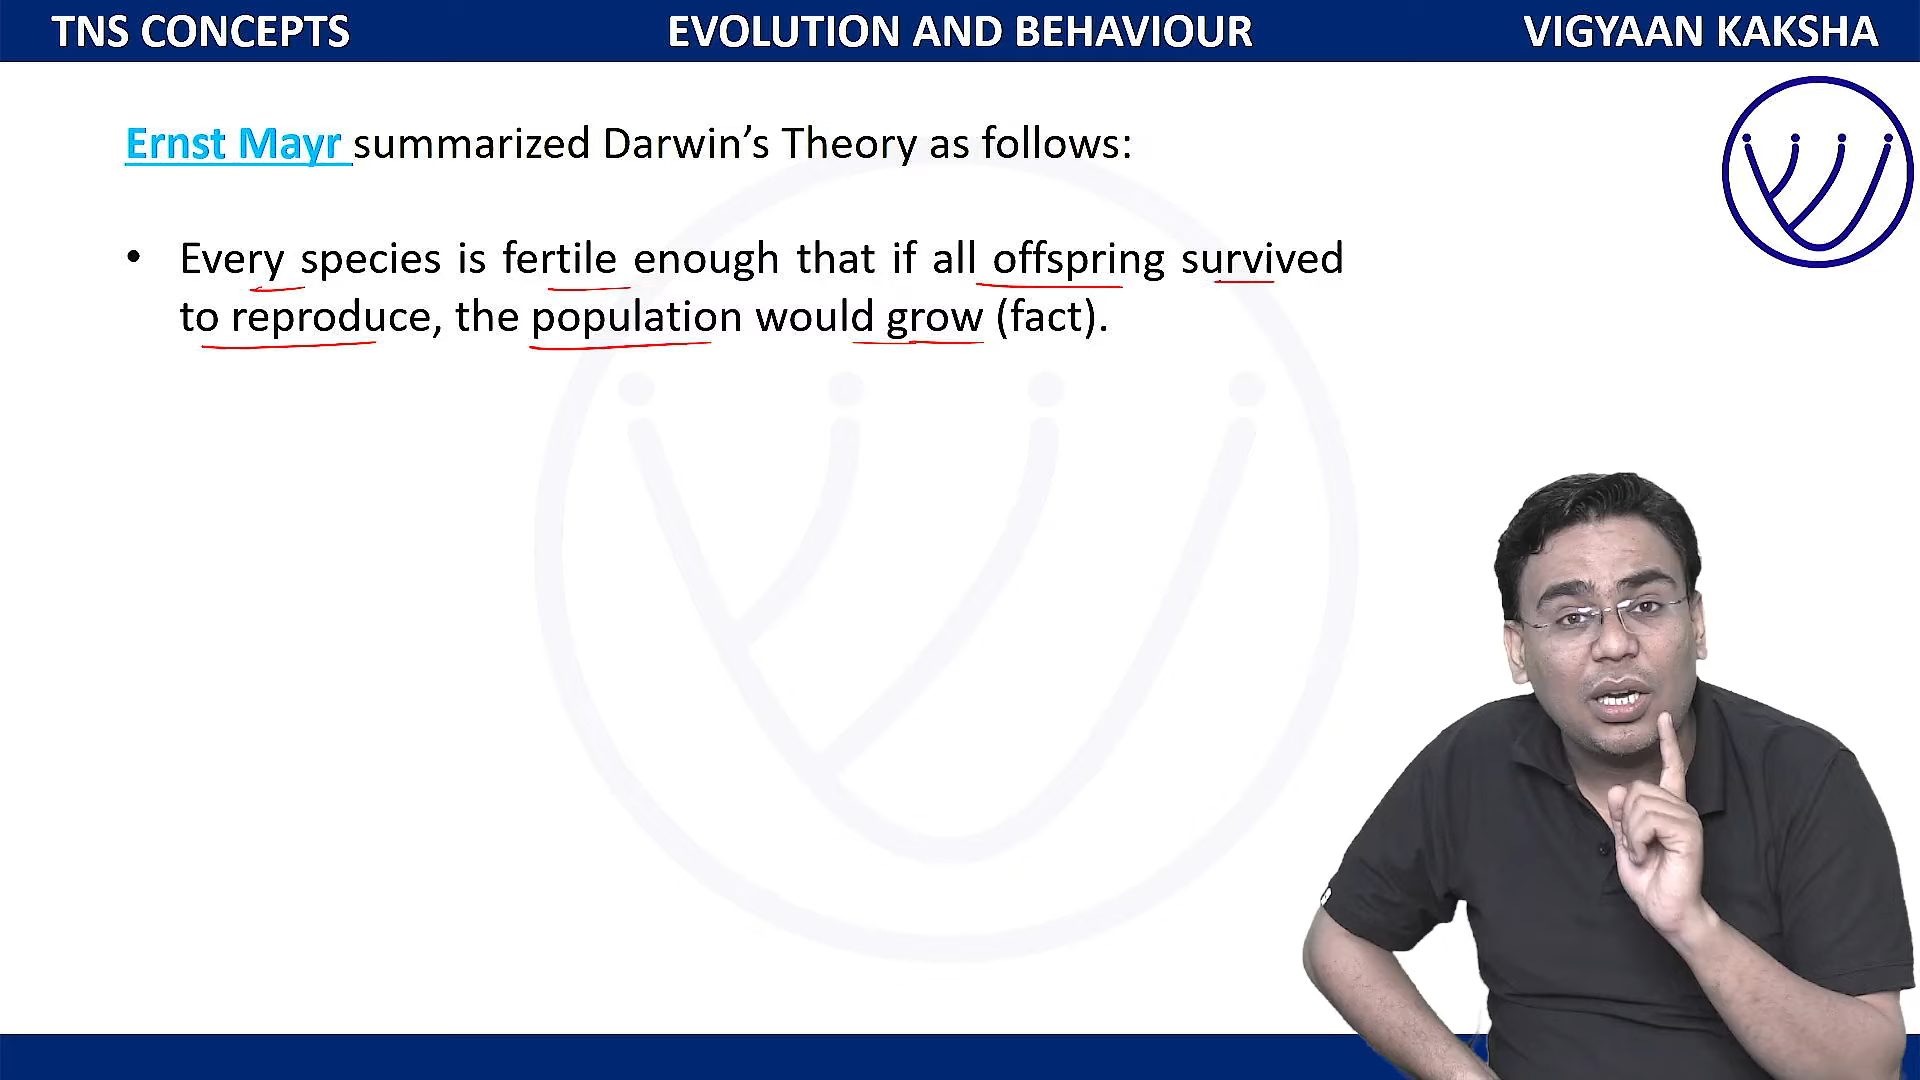 TNS CONCEPTS EVOLUTION AND BEHAVIOUR VIGYAAN KAKSHA
Ernst Mayr summarized Darwin’s Theory as follows:
• Every species is fertile enough that if all offspring survived
to reproduce, the population would grow (fact).